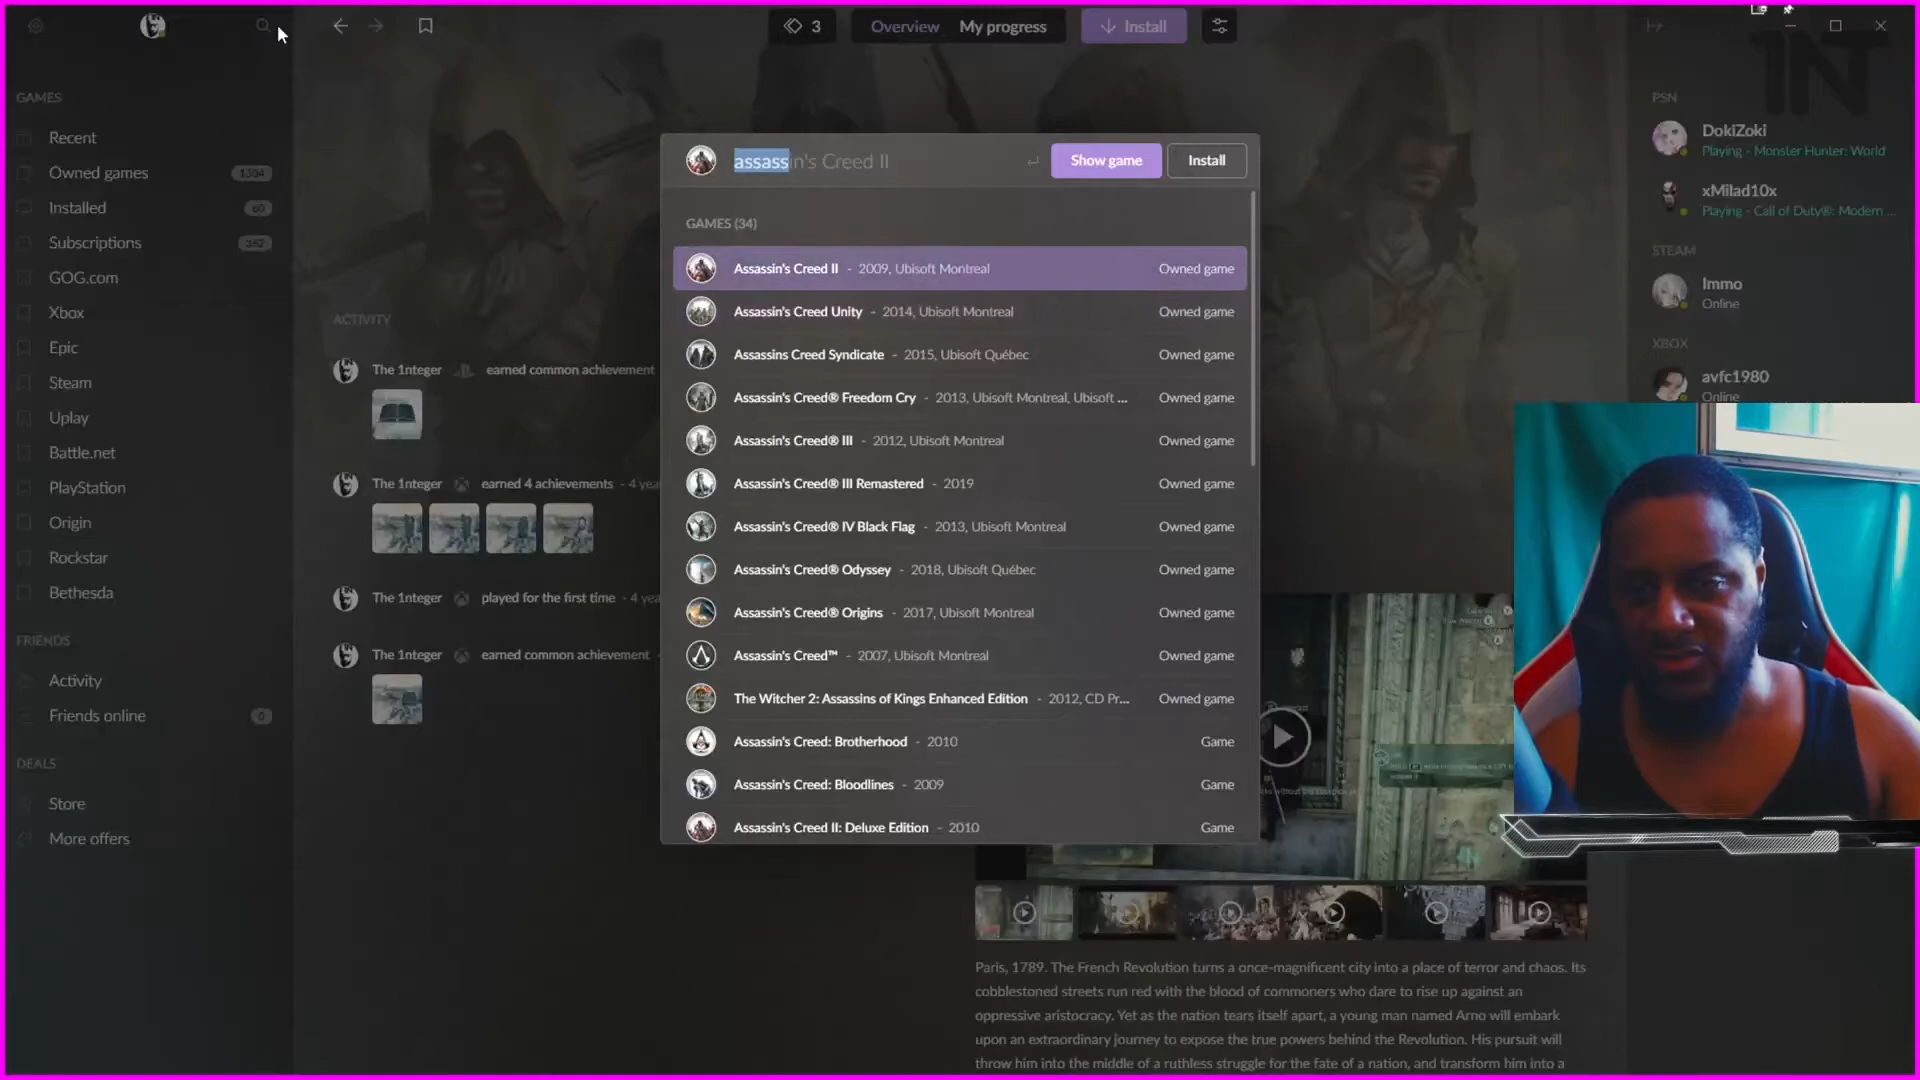 3
Overview
My progress
Install
GAMES
Recent
Owned games
1304
Installed
60
Subscriptions
GOG.com
Xbox
Epic
Steam
Uplay
Battle.net
PlayStation
Origin
Rockstar
Bethesda
FRIENDS
Activity
Friends online
0
DEALS
Store
More offers
ACTIVITY
The 1nteger earned common achievement
The 1nteger earned 4 achievements - 4 yea
The 1nteger played for the first time - 4 yea
The 1nteger earned common achievement
assassin's Creed II
Show game
Install
GAMES (34)
Assassin's Creed II - 2009, Ubisoft Montreal Owned game
Assassin's Creed Unity - 2014, Ubisoft Montreal Owned game
Assassins Creed Syndicate - 2015, Ubisoft Québec Owned game
Assassin's Creed® Freedom Cry - 2013, Ubisoft Montreal, Ubisoft ... Owned game
Assassin's Creed® III - 2012, Ubisoft Montreal Owned game
Assassin's Creed® III Remastered - 2019 Owned game
Assassin's Creed® IV Black Flag - 2013, Ubisoft Montreal Owned game
Assassin's Creed® Odyssey - 2018, Ubisoft Québec Owned game
Assassin's Creed® Origins - 2017, Ubisoft Montreal Owned game
Assassin's Creed™ - 2007, Ubisoft Montreal Owned game
The Witcher 2: Assassins of Kings Enhanced Edition - 2012, CD Pr... Owned game
Assassin's Creed: Brotherhood - 2010 Game
Assassin's Creed: Bloodlines - 2009 Game
Assassin's Creed II: Deluxe Edition - 2010 Game
Paris, 1789. The French Revolution turns a once-magnificent city into a place of terror and chaos. Its
cobblestoned streets run red with the blood of commoners who dare to rise up against an
oppressive aristocracy. Yet as the nation tears itself apart, a young man named Arno will embark
upon an extraordinary journey to expose the true powers behind the Revolution. His pursuit will
throw him into the middle of a ruthless struggle for the fate of a nation, and transform him into a
1N
PSN
DokiZoki
Playing - Monster Hunter: World
xMilad10x
Playing - Call of Duty®: Modern ...
STEAM
Immo
Online
XBOX
avfc1980
Online